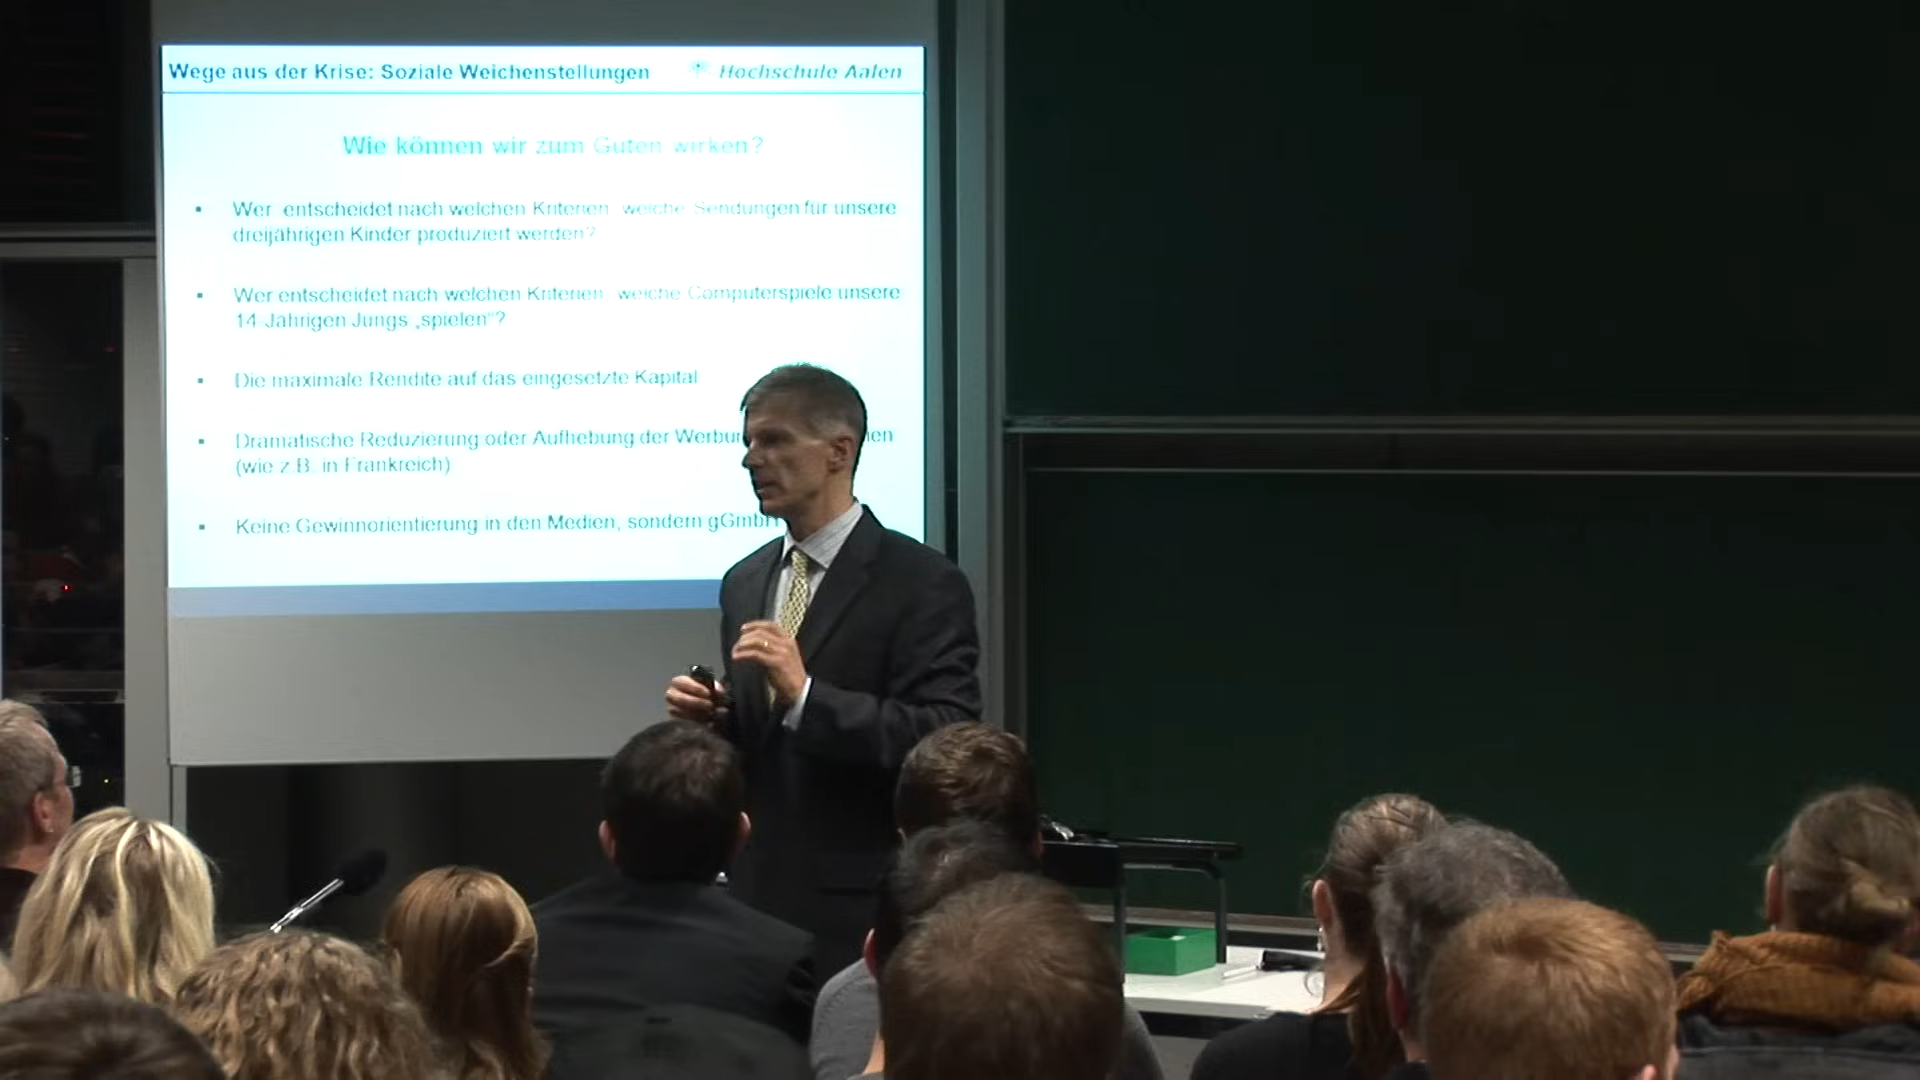 Wege aus der Krise: Soziale Weichenstellungen
Hochschule Aalen
Wie können wir zum Guten wirken?
Wer entscheidet nach welchen Kriterien welche Sendungen für unsere
dreijährigen Kinder produziert werden?
Wer entscheidet nach welchen Kriterien welche Computerspiele unsere
14-Jährigen Jungs „spielen“?
Die maximale Rendite auf das eingesetzte Kapital
Dramatische Reduzierung oder Aufhebung der
(wie z.B. in Frankreich)
Keine Gewinnorientierung in den Medien, sondern gGmbH